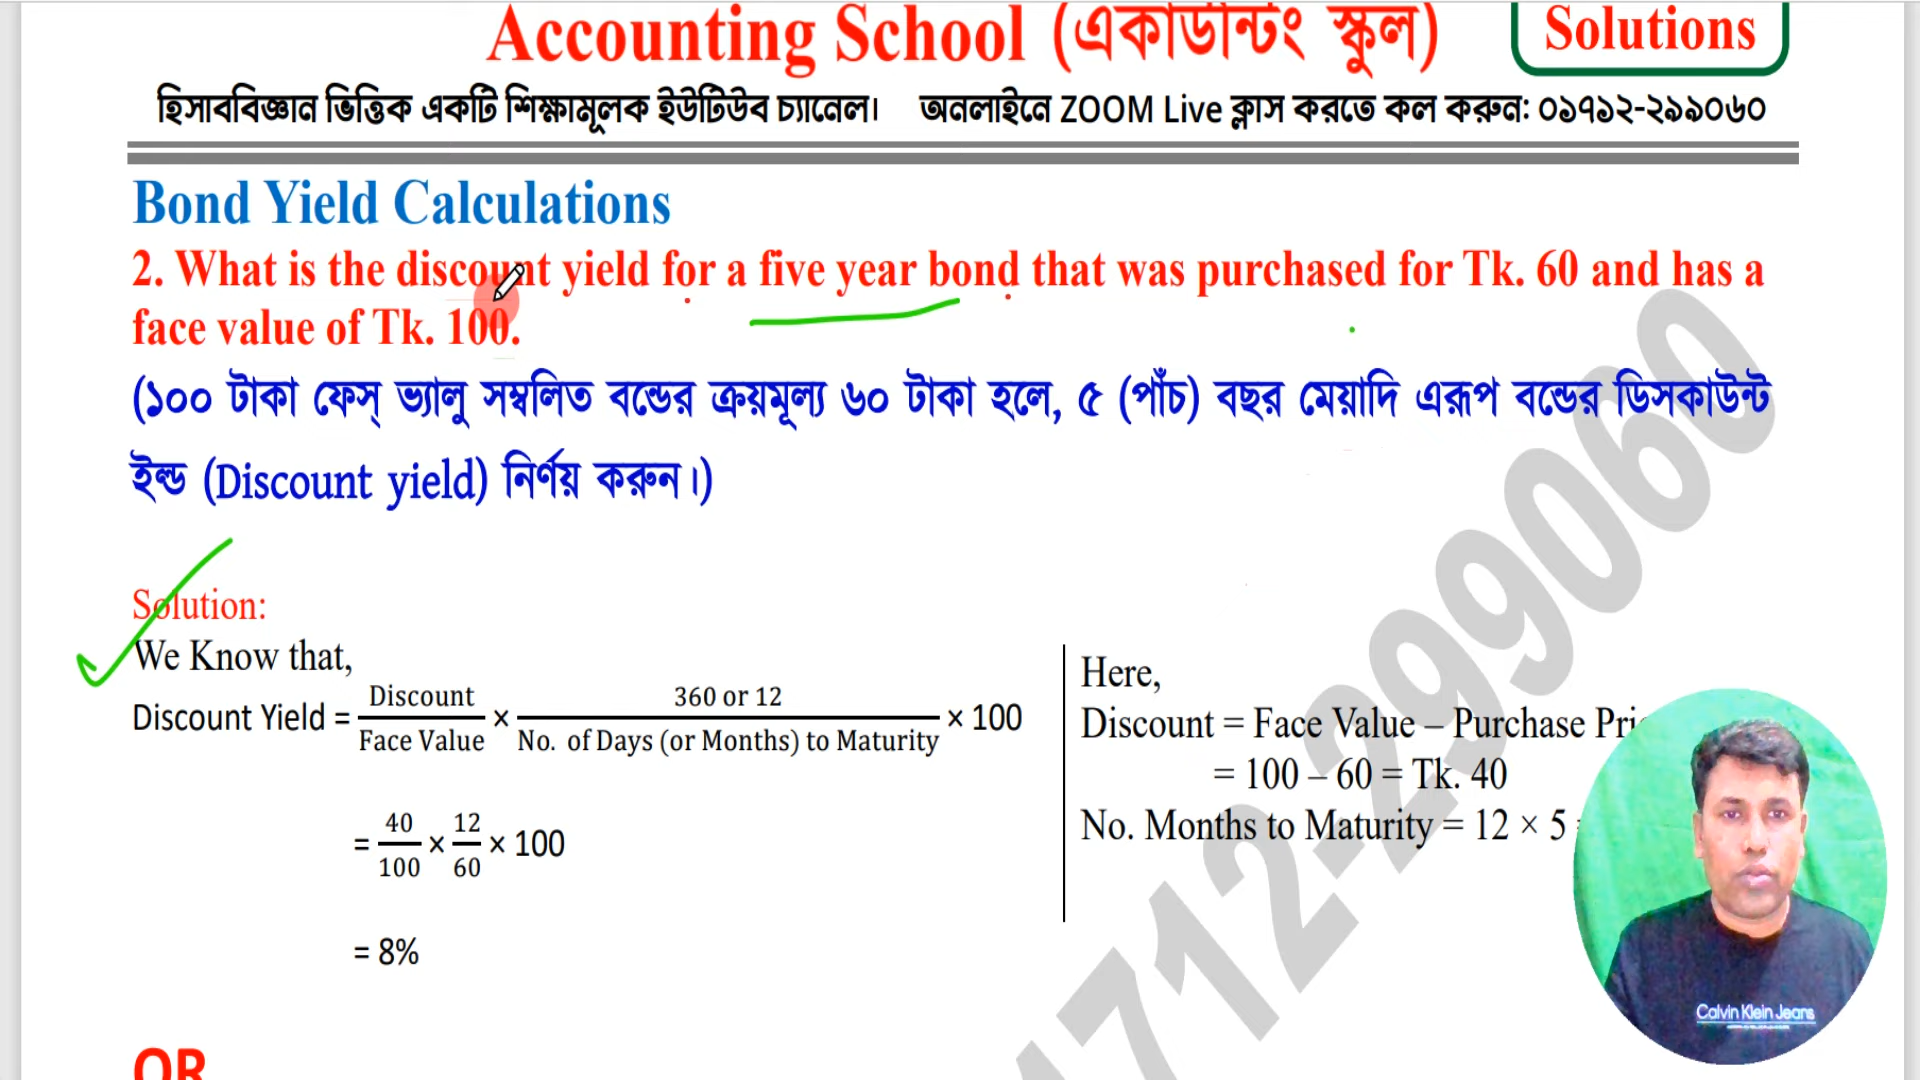 Accounting School (একাউন্টিং স্কুল)
Solutions
হিসাববিজ্ঞান ভিত্তিক একটি শিক্ষামূলক ইউটিউব চ্যানেল। অনলাইনে ZOOM Live ক্লাস করতে কল করুন: ০১৭১২-২৯৯০৬০
Bond Yield Calculations
2. What is the discount yield for a five year bond that was purchased for Tk. 60 and has a
face value of Tk. 100.
(১০০ টাকা ফেস্ ভ্যালু সম্বলিত বন্ডের ক্রয়মূল্য ৬০ টাকা হলে, ৫ (পাঁচ) বছর মেয়াদি এরূপ বন্ডের ডিসকাউন্ট
ইল্ড (Discount yield) নির্ণয় করুন।)
Solution:
We Know that,
Discount Yield = Discount / Face Value × 360 or 12 / No. of Days (or Months) to Maturity × 100
= 40/100 × 12/60 × 100
= 8%
Here,
Discount = Face Value – Purchase
= 100 – 60 = Tk. 40
No. Months to Maturity = 12 × 5
OR
1712-299060
Calvin Klein Jeans